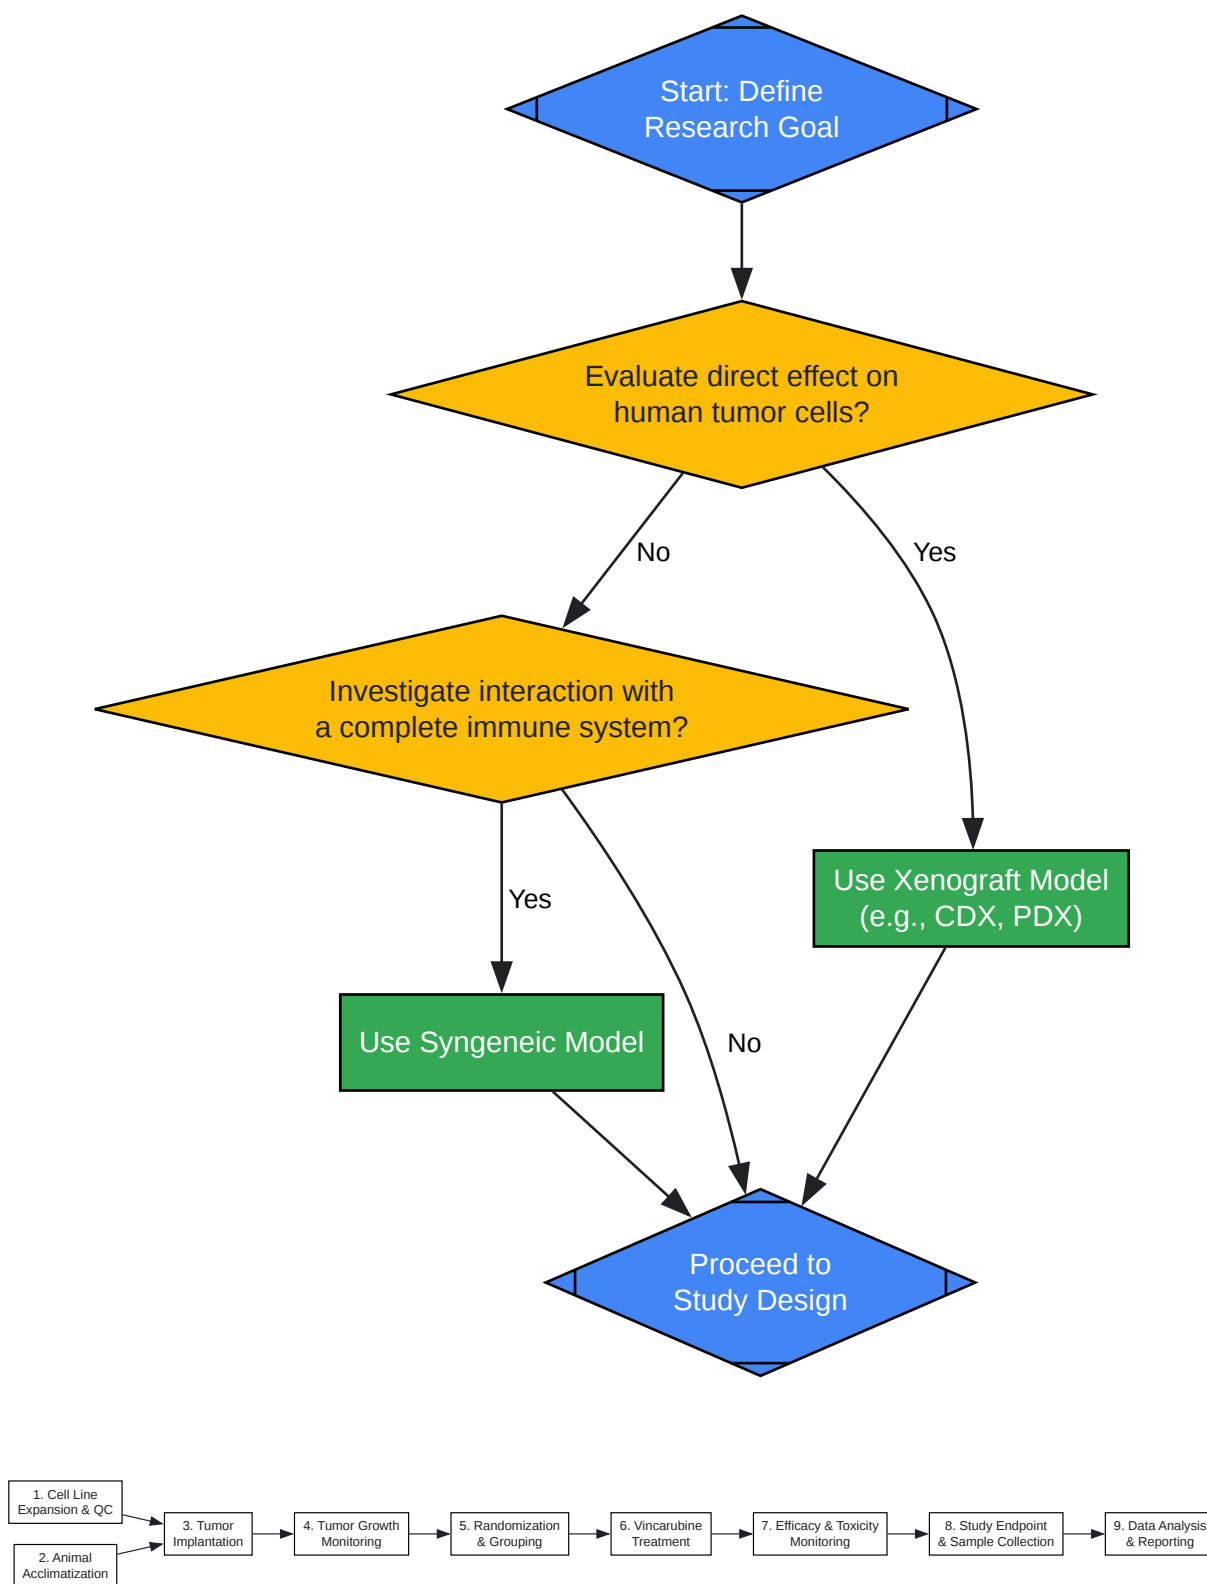 Start: Define
Research Goal
Evaluate direct effect on
human tumor cells?
No
Yes
Investigate interaction with
a complete immune system?
Yes
Use Xenograft Model
(e.g., CDX, PDX)
Use Syngeneic Model
No
Proceed to
Study Design
1. Cell Line
Expansion & QC
2. Animal
Acclimatization
3. Tumor
Implantation
4. Tumor Growth
Monitoring
5. Randomization
& Grouping
6. Vincarubine
Treatment
7. Efficacy & Toxicity
Monitoring
8. Study Endpoint
& Sample Collection
9. Data Analysis
& Reporting